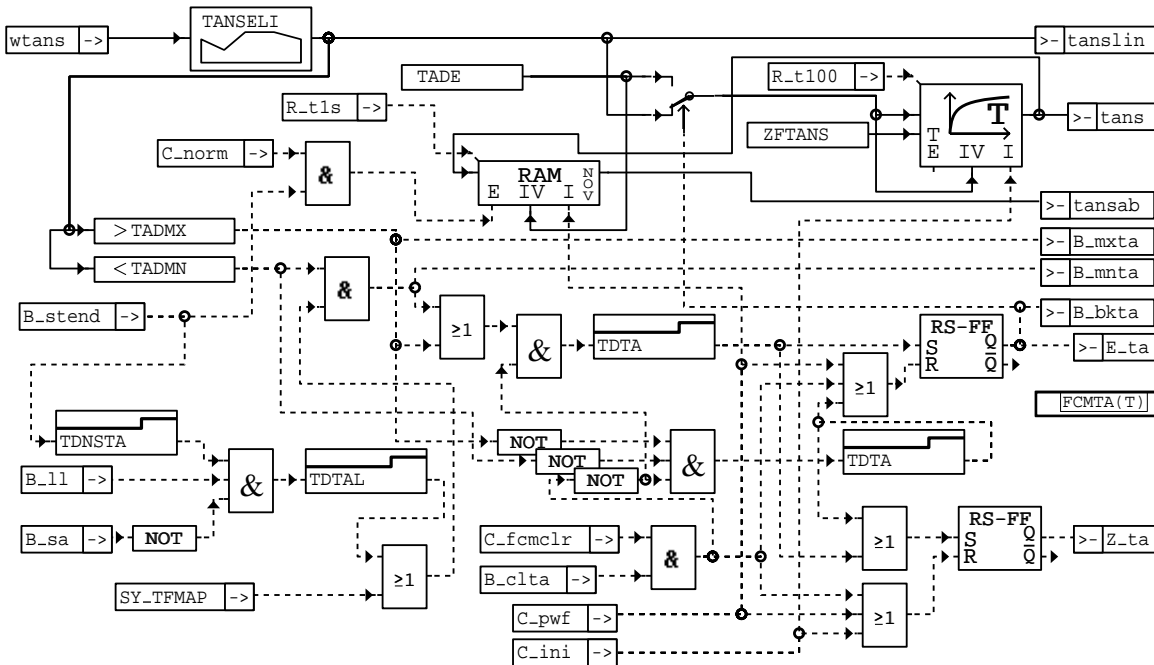 TANSELI
wtans ->
>- tanslin
TADE
R_t100 ->
R_t1s ->
T
>- tans
ZFTANS
T
E IV I
C_norm ->
&
RAM
E IV I
NOV
>- tansab
>TADMX
>- B_mxta
<TADMN
&
>- B_mnta
B_stend ->
≥1
&
TDTA
RS-FF
S Q
R Q
>- B_bkta
>- E_ta
≥1
FCMTA(T)
TDNSTA
NOT
NOT
NOT
&
TDTA
B_ll ->
&
TDTAL
B_sa ->
NOT
C_fcmclr ->
&
≥1
RS-FF
S Q
R Q
>- Z_ta
B_clta ->
SY_TFMAP ->
≥1
C_pwf ->
≥1
C_ini ->